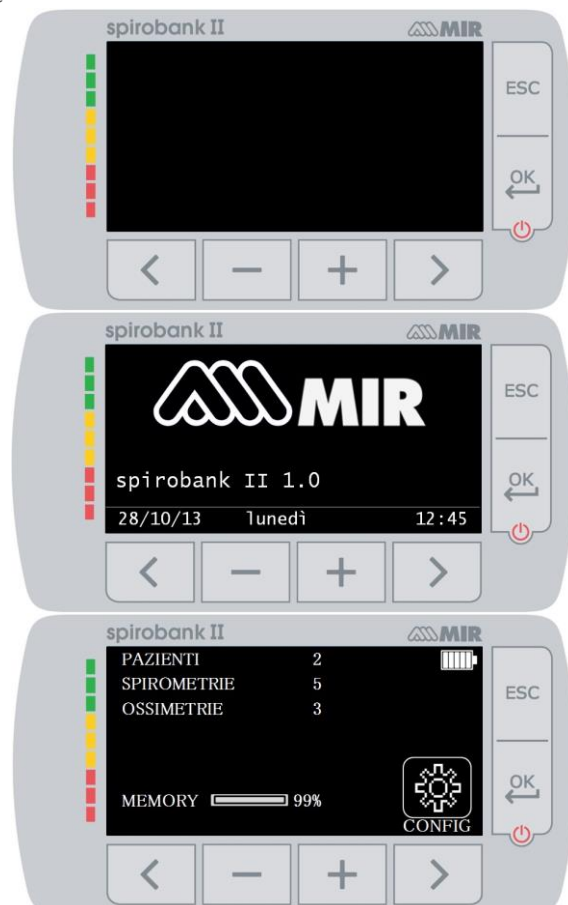 spirobank II MIR
ESC
OK
spirobank II MIR
MIR
ESC
spirobank II 1.0
OK
28/10/13 lunedì 12:45
spirobank II MIR
PAZIENTI 2
SPIROMETRIE 5
ESC
OSSIMETRIE 3
OK
MEMORY 99%
CONFIG